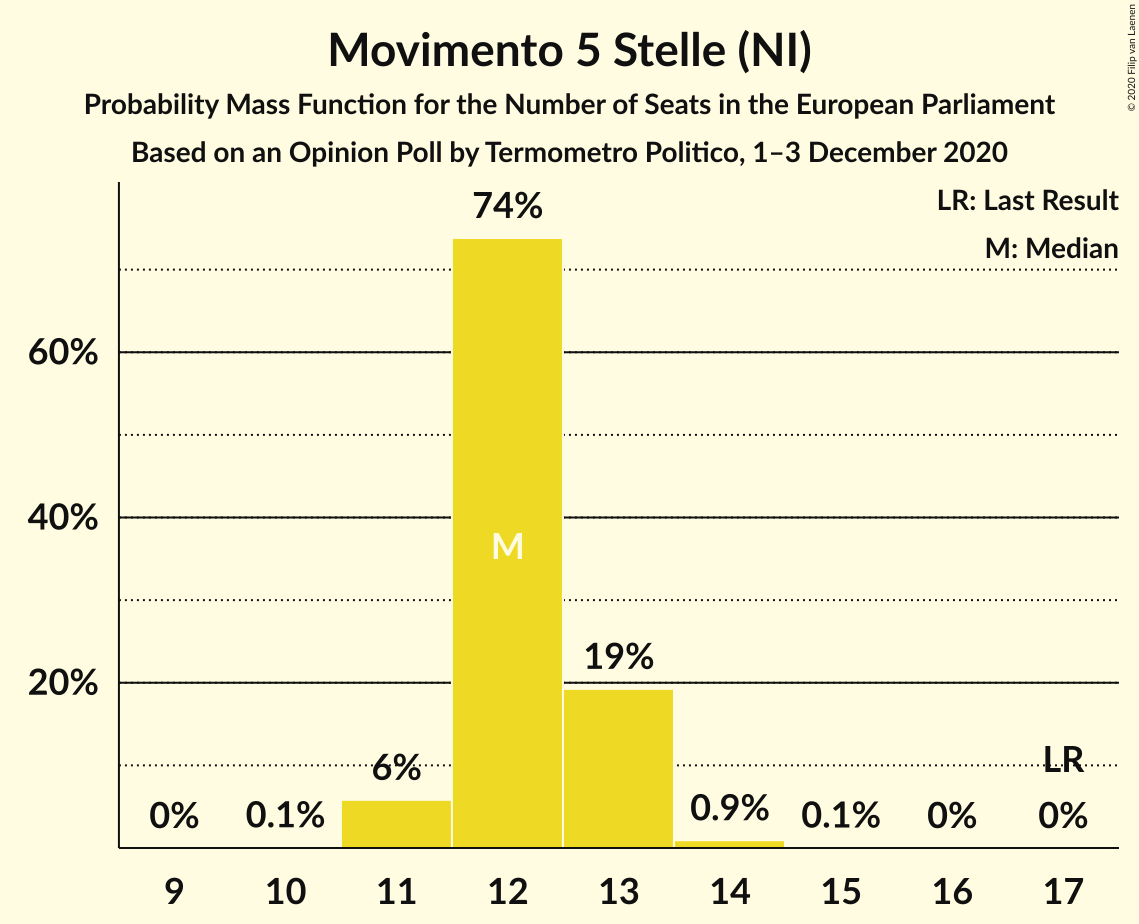 Movimento 5 Stelle (NI)
Probability Mass Function for the Number of Seats in the European Parliament
Based on an Opinion Poll by Termometro Politico, 1–3 December 2020
© 2020 Filip van Laenen
LR: Last Result
M: Median
74%
60%
40%
M
19%
20%
6%
LR
0%
0.1%
0.9%
0.1%
0%
0%
9
10
11
12
13
14
15
16
17